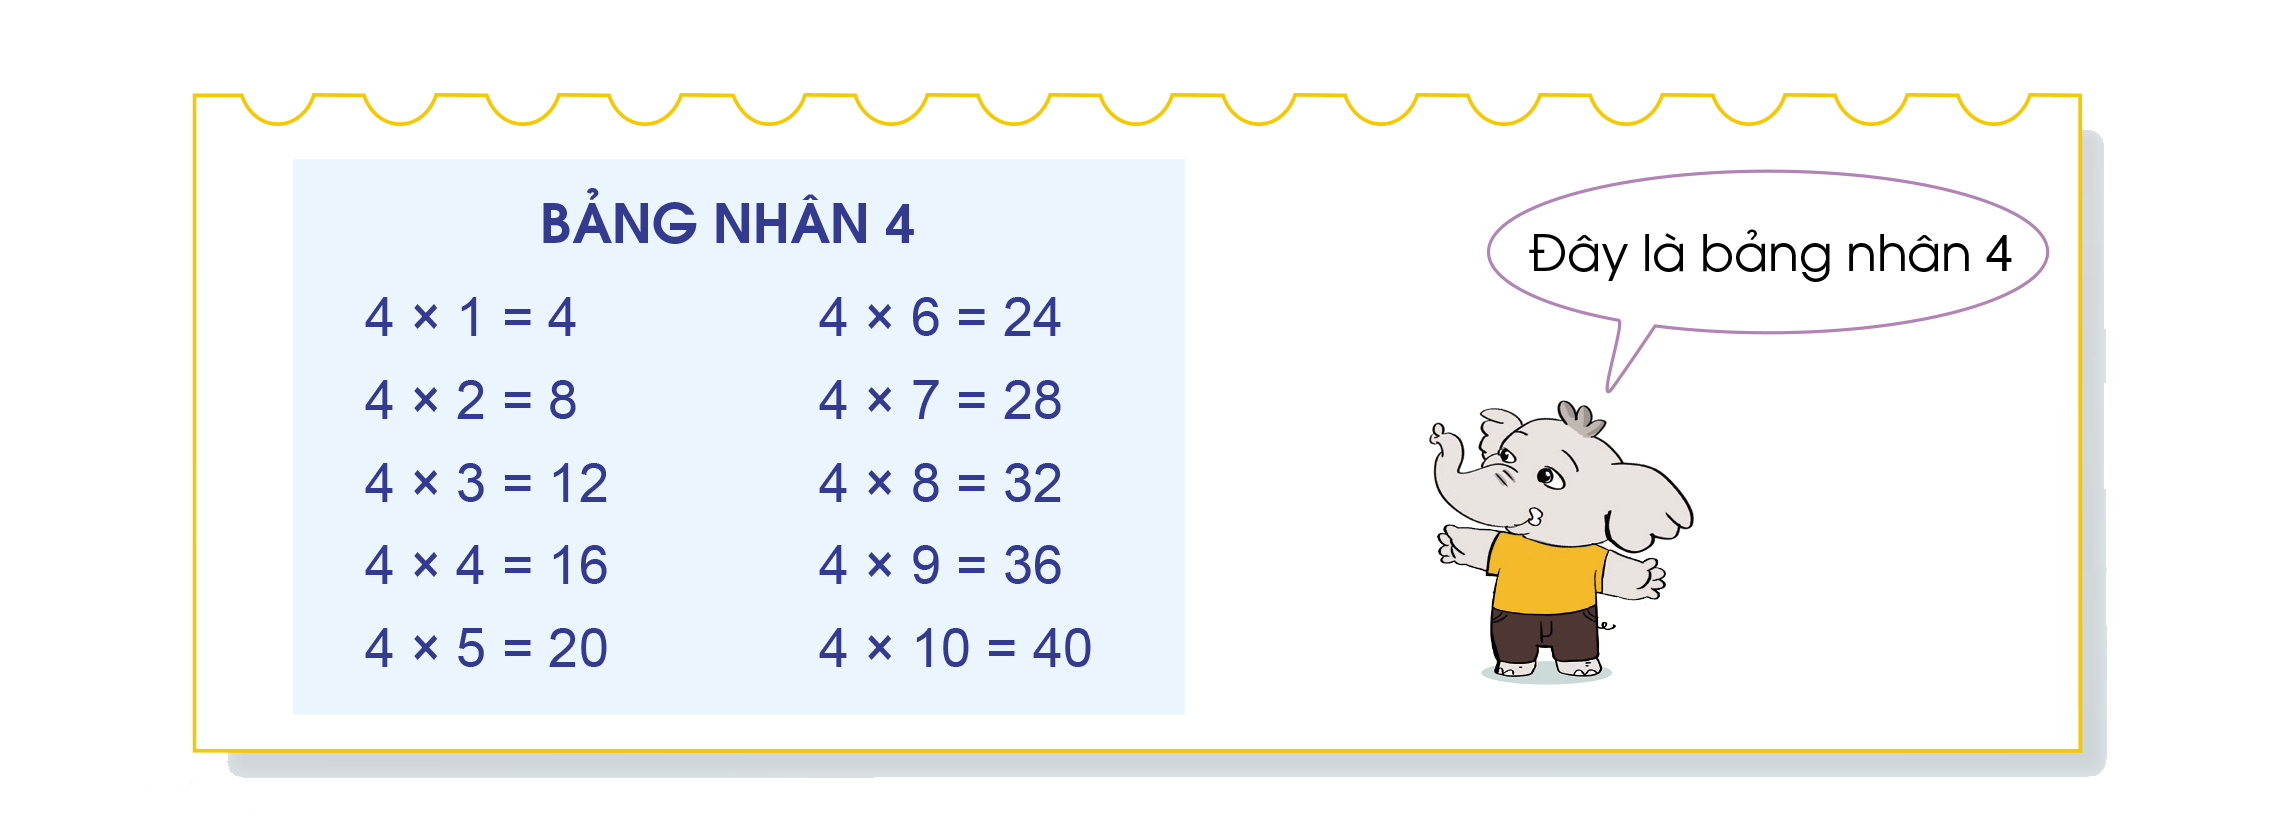 BẢNG NHÂN 4
4 × 1 = 4
4 × 2 = 8
4 × 3 = 12
4 × 4 = 16
4 × 5 = 20
4 × 6 = 24
4 × 7 = 28
4 × 8 = 32
4 × 9 = 36
4 × 10 = 40
Đây là bảng nhân 4